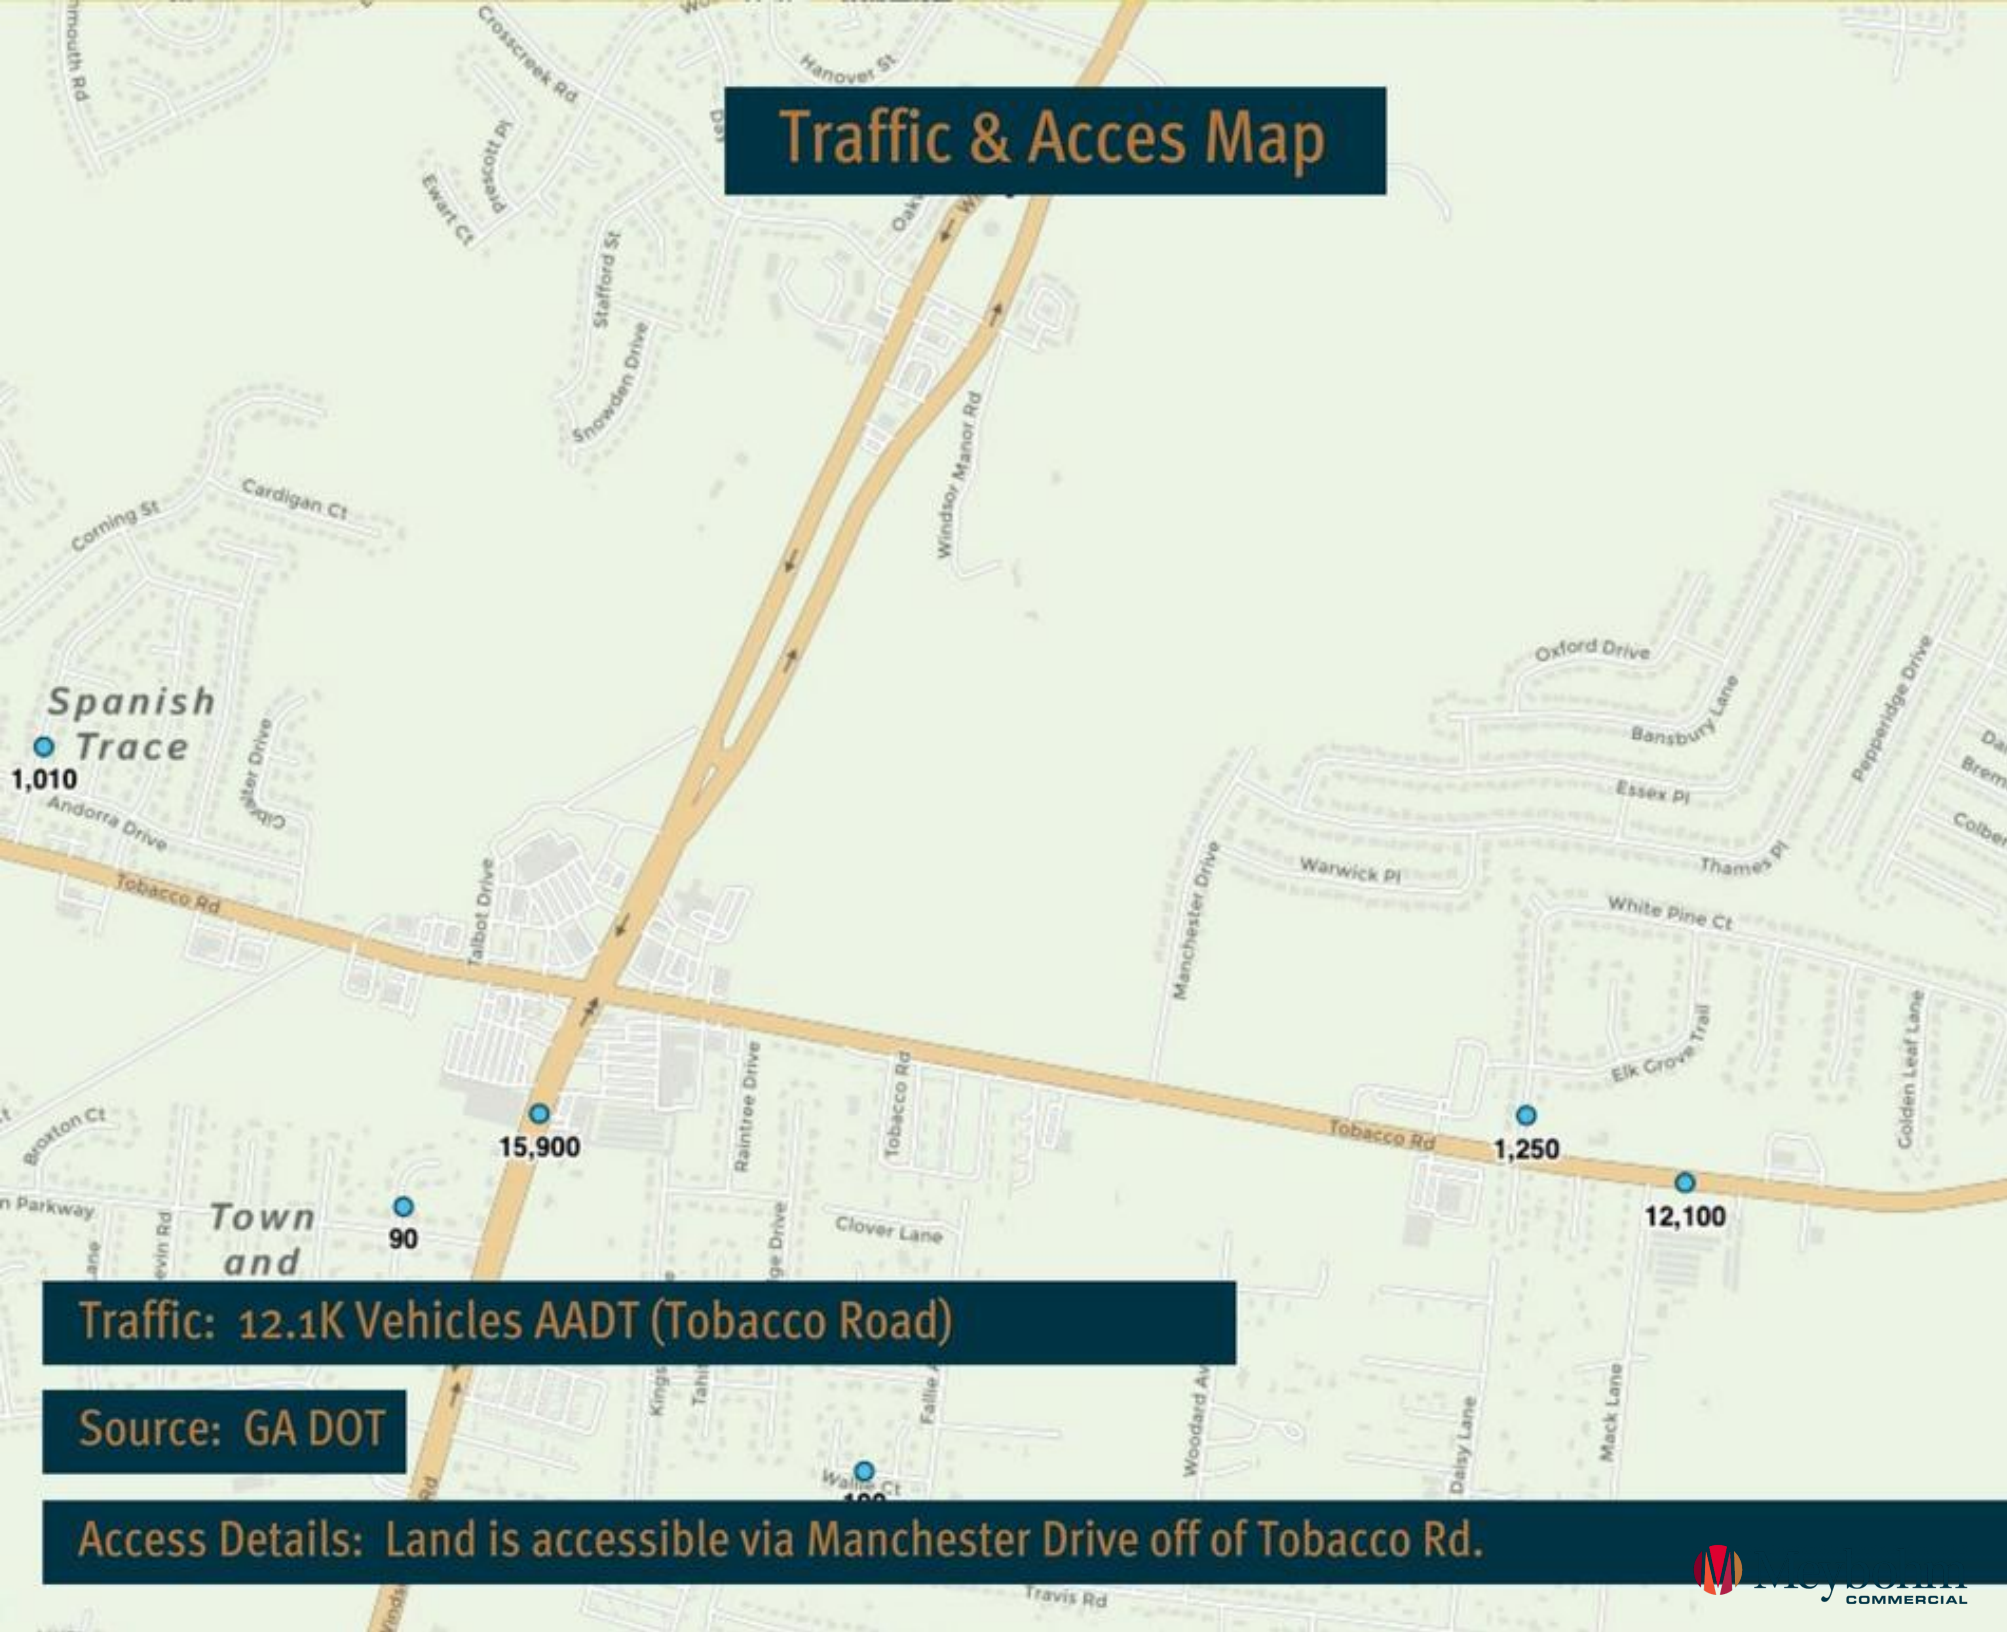 Crosscreek Rd
Hanover St
Traffic & Acces Map
Prescott Pl
Ewart Ct
Stafford St
Snowden Drive
Windsor Manor Rd
Cardigan Ct
Corning St
Oxford Drive
Bansbury Lane
Pepperidge Drive
Spanish
Trace
1,010
Essex Pl
Andorra Drive
Thames Pl
Warwick Pl
Manchester Drive
Talbot Drive
Tobacco Rd
White Pine Ct
Elk Grove Trail
Golden Leaf Lane
Raintree Drive
Tobacco Rd
Tobacco Rd
Broxton Ct
15,900
1,250
12,100
Parkway
Town
and
90
Clover Lane
Traffic: 12.1K Vehicles AADT (Tobacco Road)
Source: GA DOT
Mack Lane
Daisy Lane
Wallie Ct
Access Details: Land is accessible via Manchester Drive off of Tobacco Rd.
Travis Rd
Meybohm
COMMERCIAL